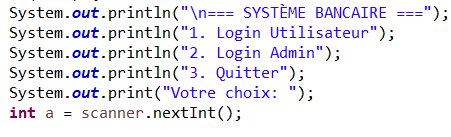 System.out.println("\n=== SYSTÈME BANCAIRE ===");
System.out.println("1. Login Utilisateur");
System.out.println("2. Login Admin");
System.out.println("3. Quitter");
System.out.print("Votre choix: ");
int a = scanner.nextInt();